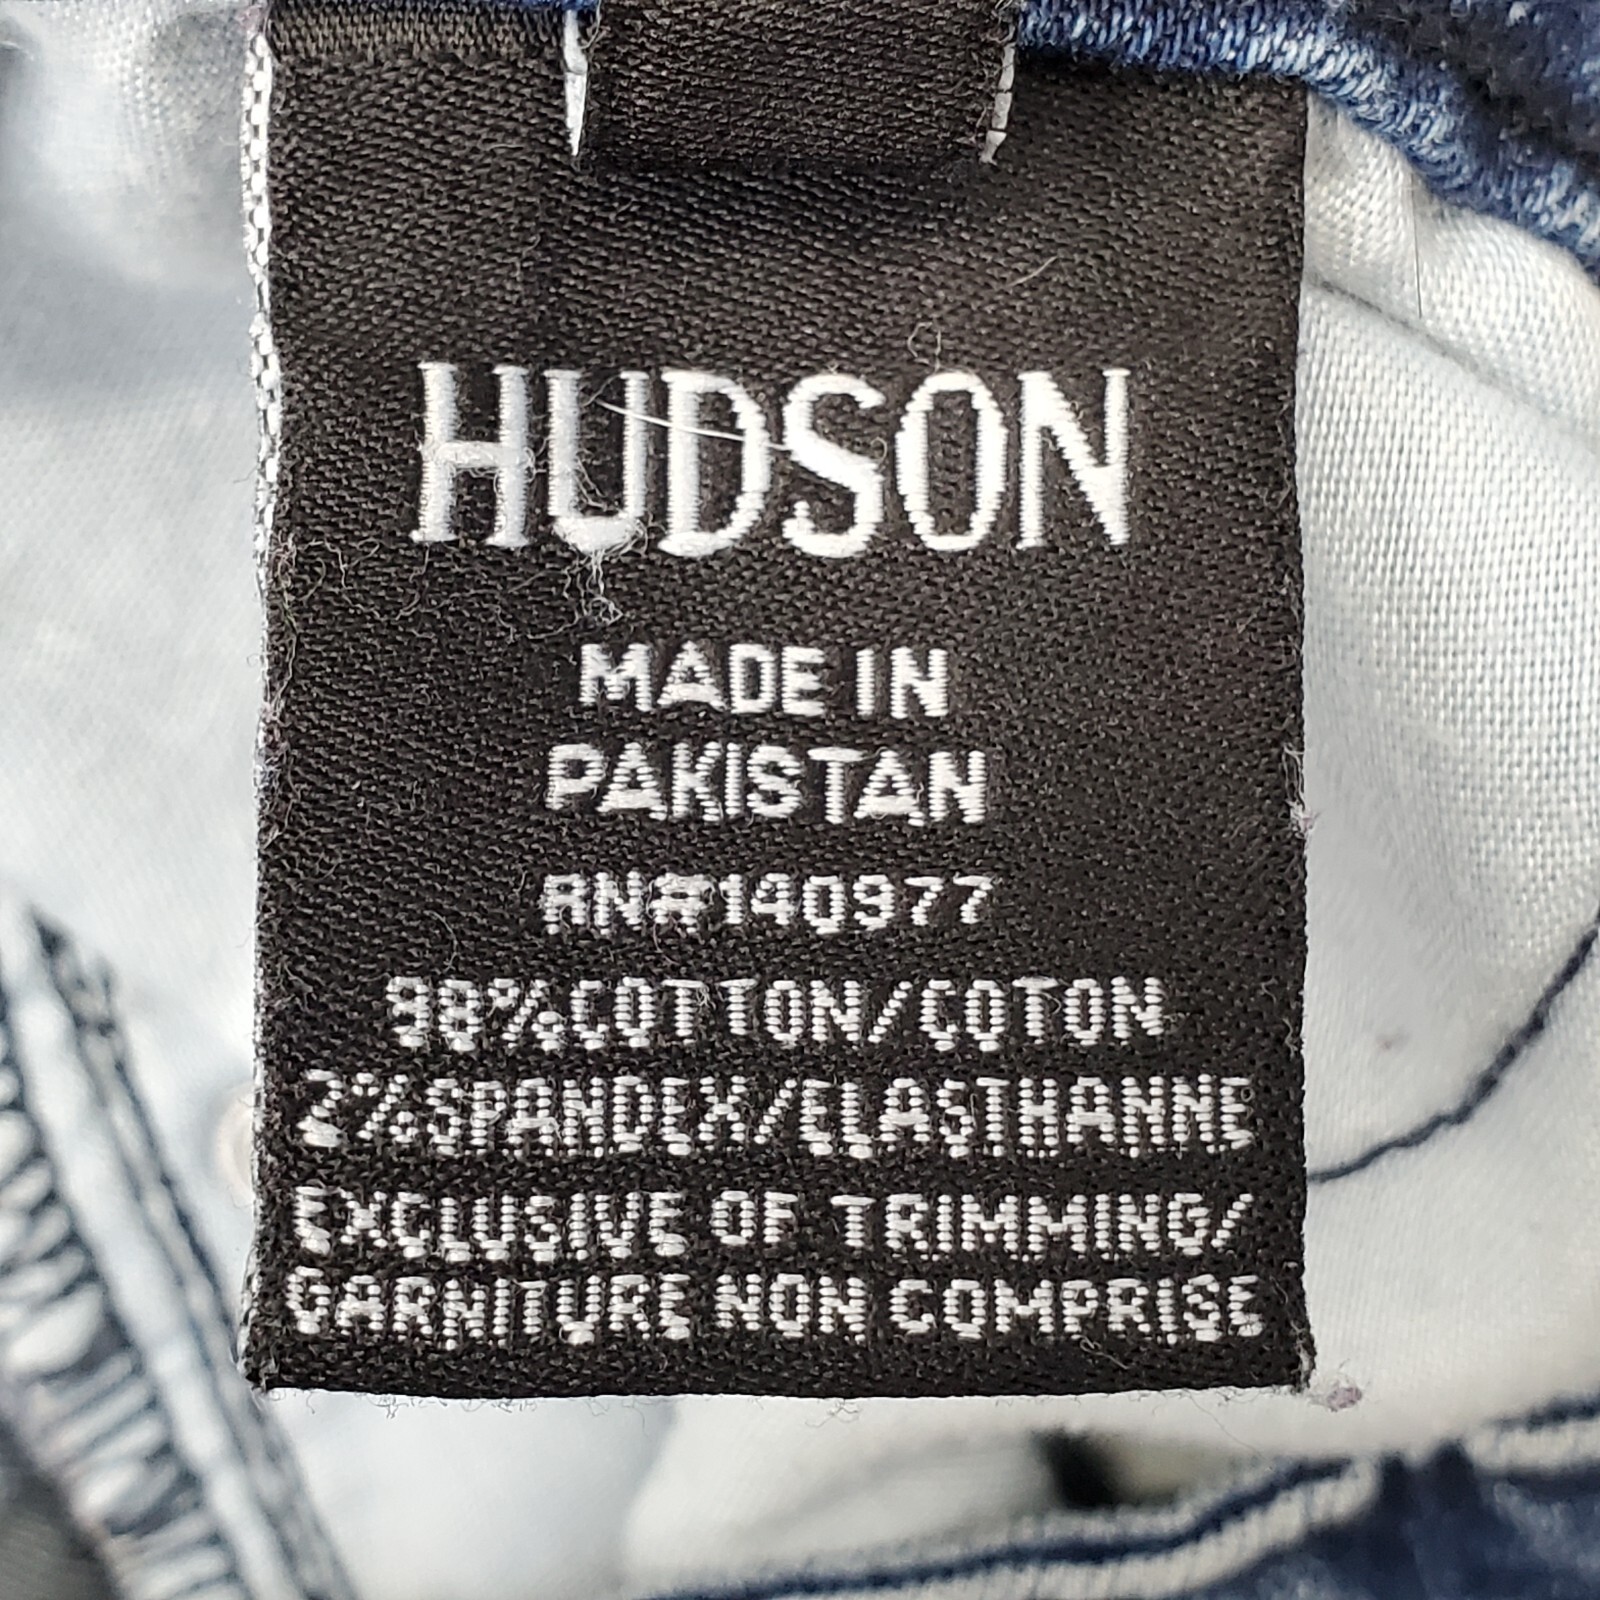 HUDSON
MADE IN
PAKISTAN
RN#140977
98%COTTON/COTON
2%SPANDEX/ELASTHANNE
EXCLUSIVE OF TRIMMING/
GARNITURE NON COMPRISE